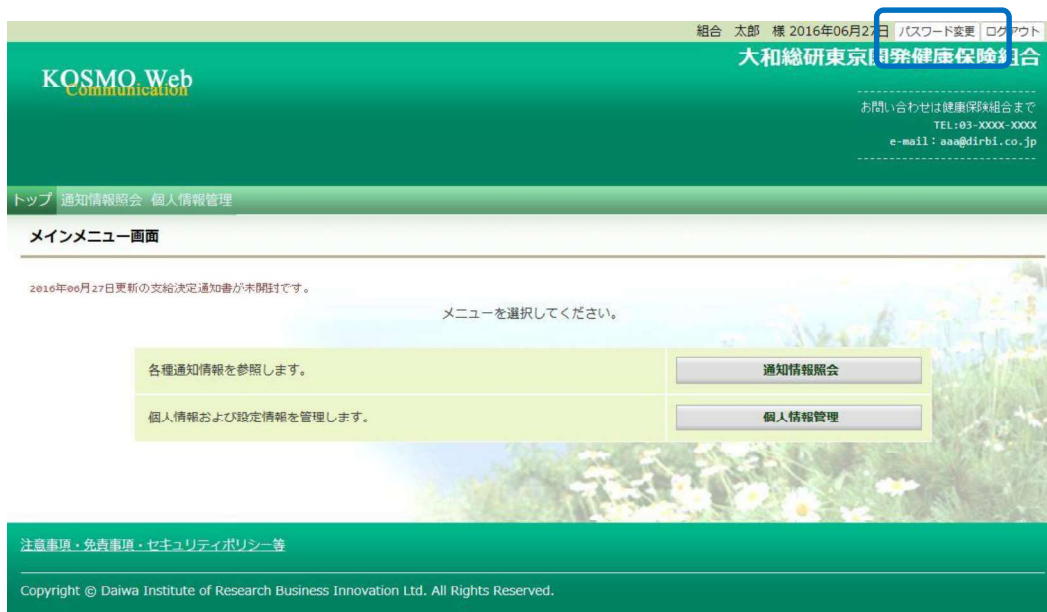 組合 太郎 様 2016年06月27日 パスワード変更 ログアウト
大和総研東京開発健康保険組合
KOSMO Web
Communication
お問い合わせは健康保険組合まで
TEL:03-XXXX-XXXX
e-mail：aaa@dirbi.co.jp
トップ 通知情報照会 個人情報管理
メインメニュー画面
2016年06月27日更新の支給決定通知書が未開封です。
メニューを選択してください。
各種通知情報を参照します。 通知情報照会
個人情報および設定情報を管理します。 個人情報管理
注意事項・免責事項・セキュリティポリシー等
Copyright © Daiwa Institute of Research Business Innovation Ltd. All Rights Reserved.